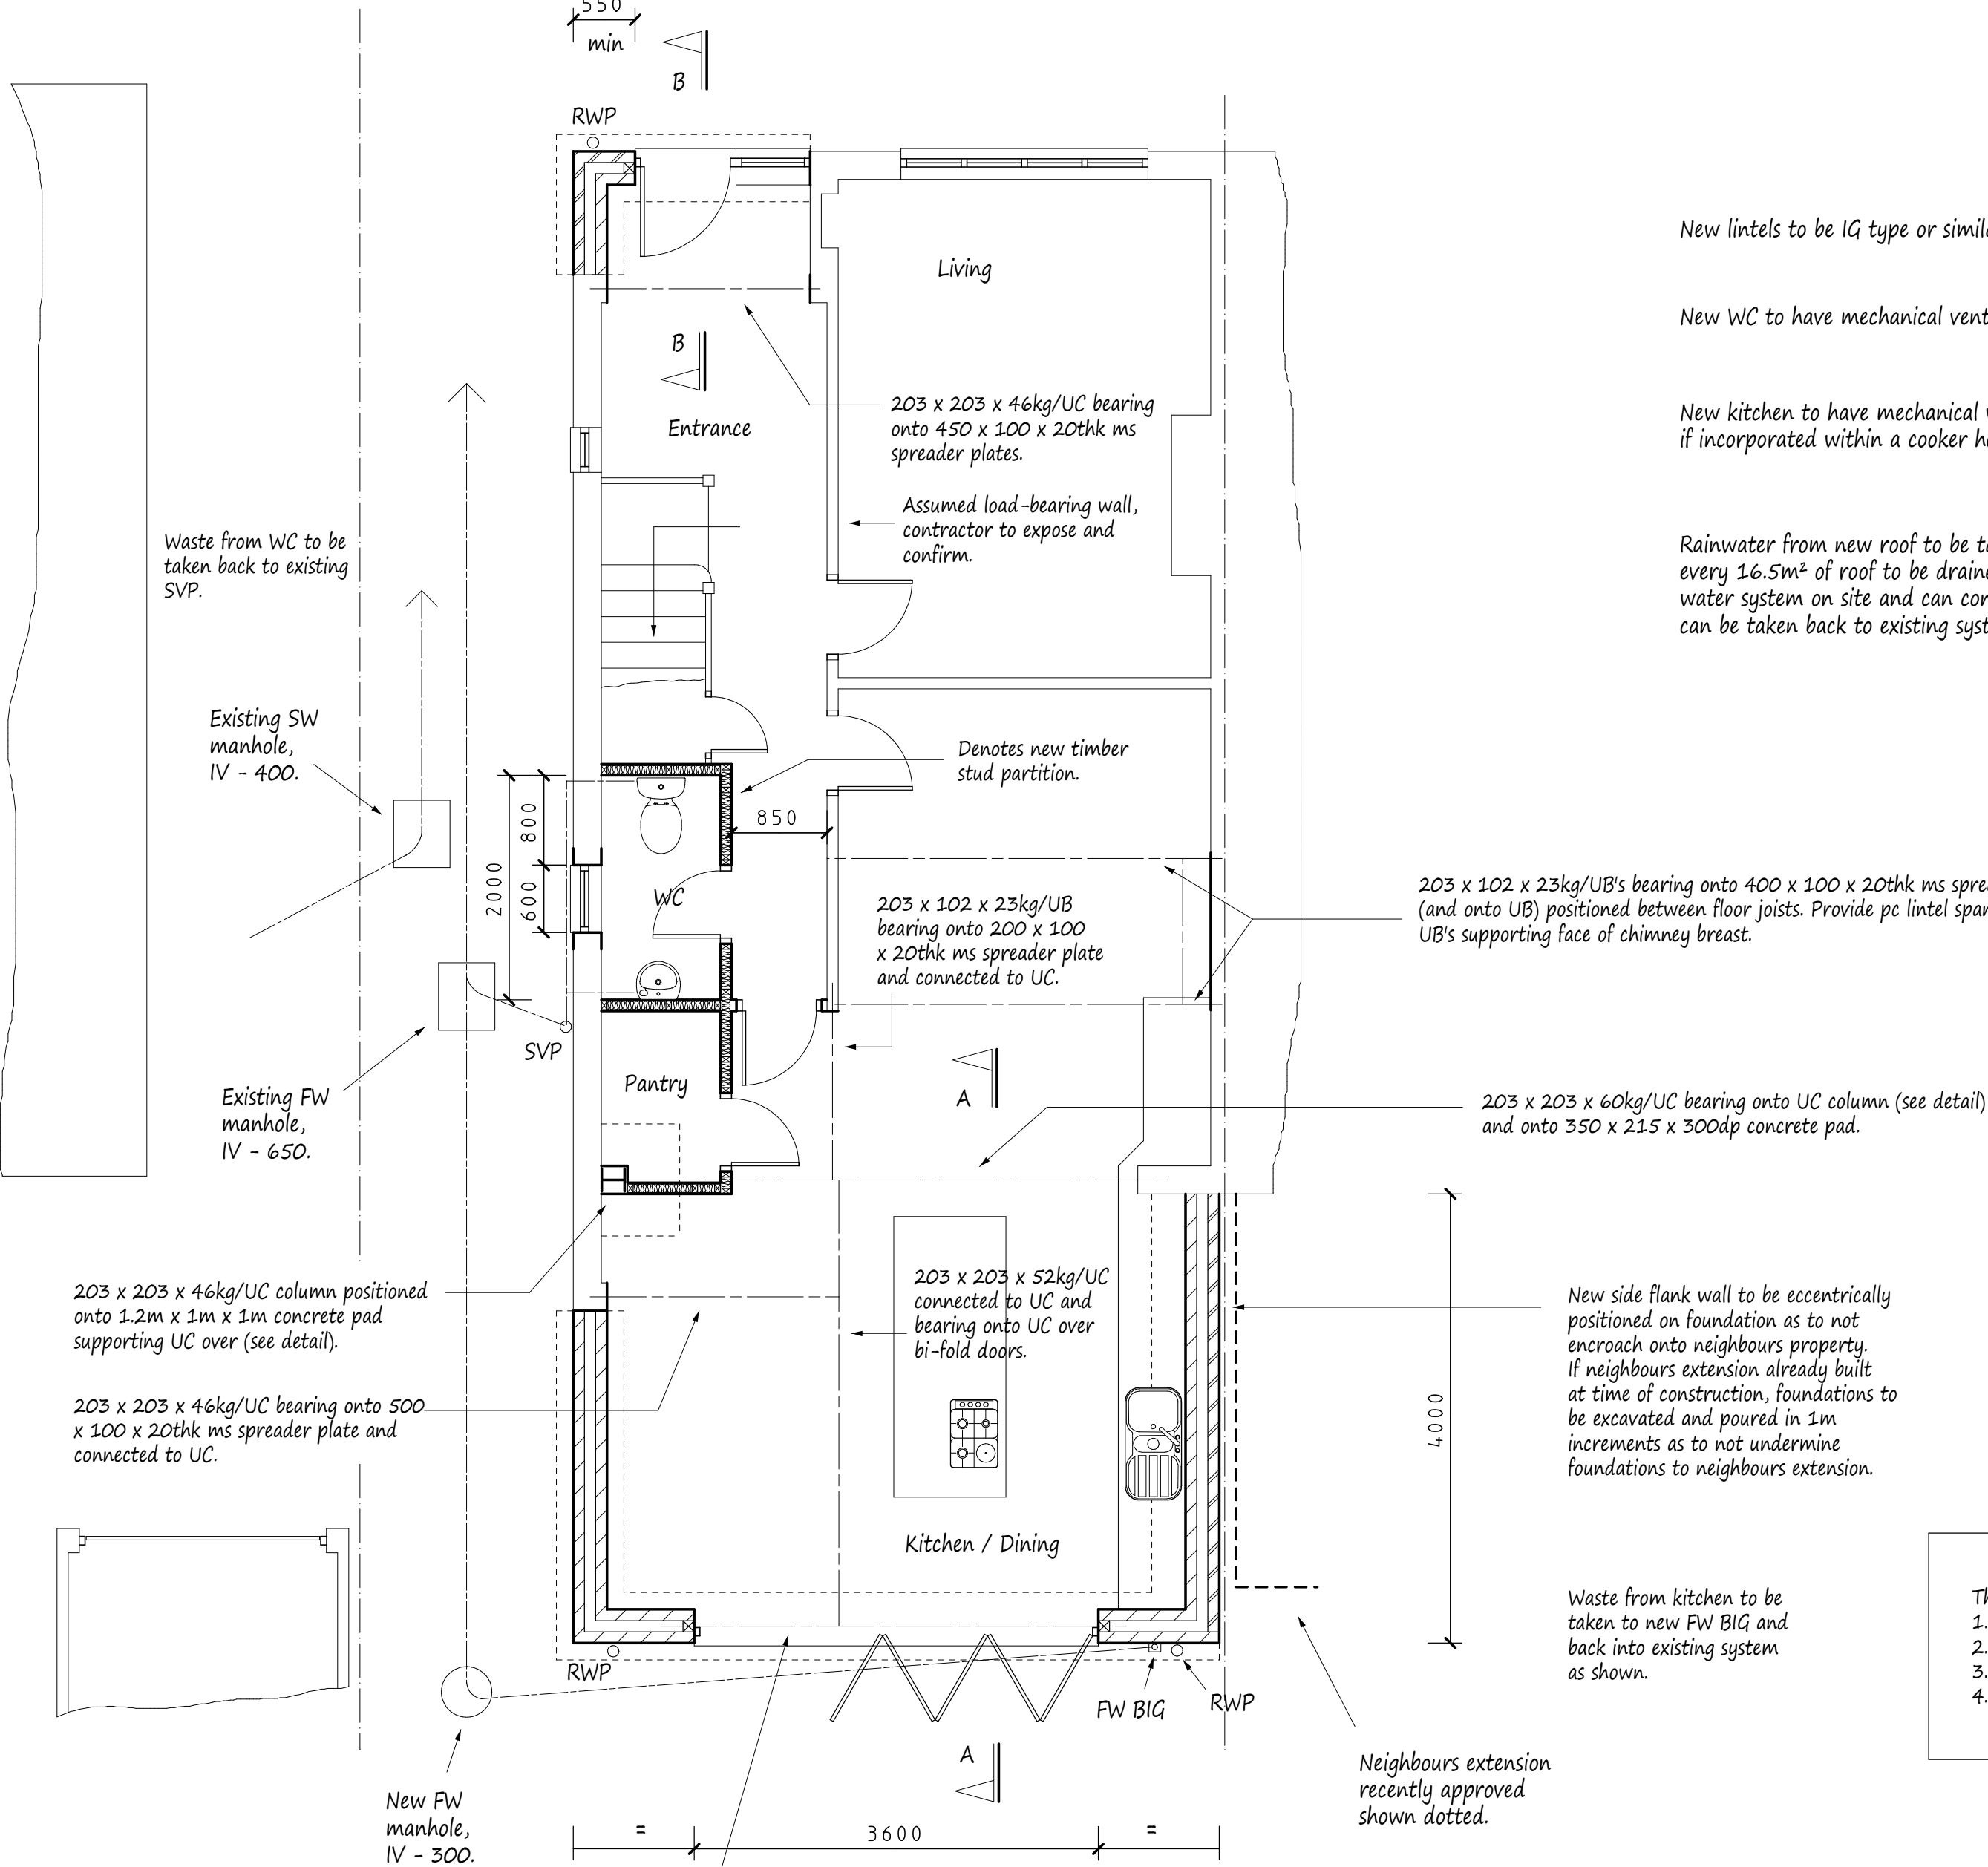 550
min
B
RWP
Living
New lintels to be IG type or
New WC to have mechanical
B
Entrance
203 x 203 x 46kg/UC bearing
onto 450 x 100 x 20thk ms
spreader plates.
New kitchen to have mechanical
if incorporated within a cooker
Assumed load-bearing wall,
contractor to expose and
confirm.
Waste from WC to be
taken back to existing
SVP.
Rainwater from new roof to be
every 16.5m² of roof to be
water system on site and can
can be taken back to existing
Existing SW
manhole,
IV - 400.
Denotes new timber
stud partition.
850
800
2000
600
WC
203 x 102 x 23kg/UB
bearing onto 200 x 100
x 20thk ms spreader plate
and connected to UC.
203 x 102 x 23kg/UB's bearing onto 400 x 100 x 20thk ms
(and onto UB) positioned between floor joists. Provide pc lintel
UB's supporting face of chimney breast.
SVP
Pantry
A
Existing FW
manhole,
IV - 650.
203 x 203 x 60kg/UC bearing onto UC column (see detail)
and onto 350 x 215 x 300dp concrete pad.
203 x 203 x 46kg/UC column positioned
onto 1.2m x 1m x 1m concrete pad
supporting UC over (see detail).
203 x 203 x 52kg/UC
connected to UC and
bearing onto UC over
bi-fold doors.
New side flank wall to be eccentrically
positioned on foundation as to not
encroach onto neighbours property.
If neighbours extension already built
at time of construction, foundations to
be excavated and poured in 1m
increments as to not undermine
foundations to neighbours extension.
203 x 203 x 46kg/UC bearing onto 500
x 100 x 20thk ms spreader plate and
connected to UC.
4000
Kitchen / Dining
Waste from kitchen to be
taken to new FW BIG and
back into existing system
as shown.
1.
2.
3.
4.
RWP
FW BIG
RWP
A
Neighbours extension
recently approved
shown dotted.
New FW
manhole,
IV - 300.
=
3600
=